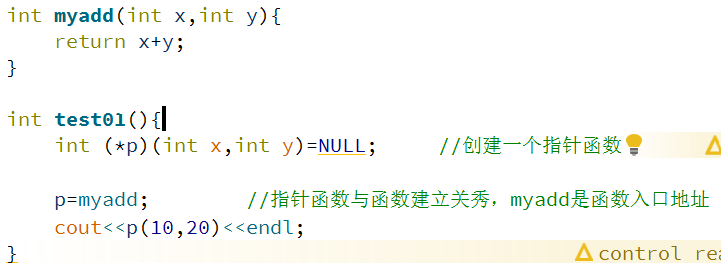 int myadd(int x,int y){
return x+y;
}
int test01(){
int (*p)(int x,int y)=NULL; //创建一个指针函数
p=myadd; //指针函数与函数建立关秀，myadd是函数入口地址
cout<<p(10,20)<<endl;
} control rea